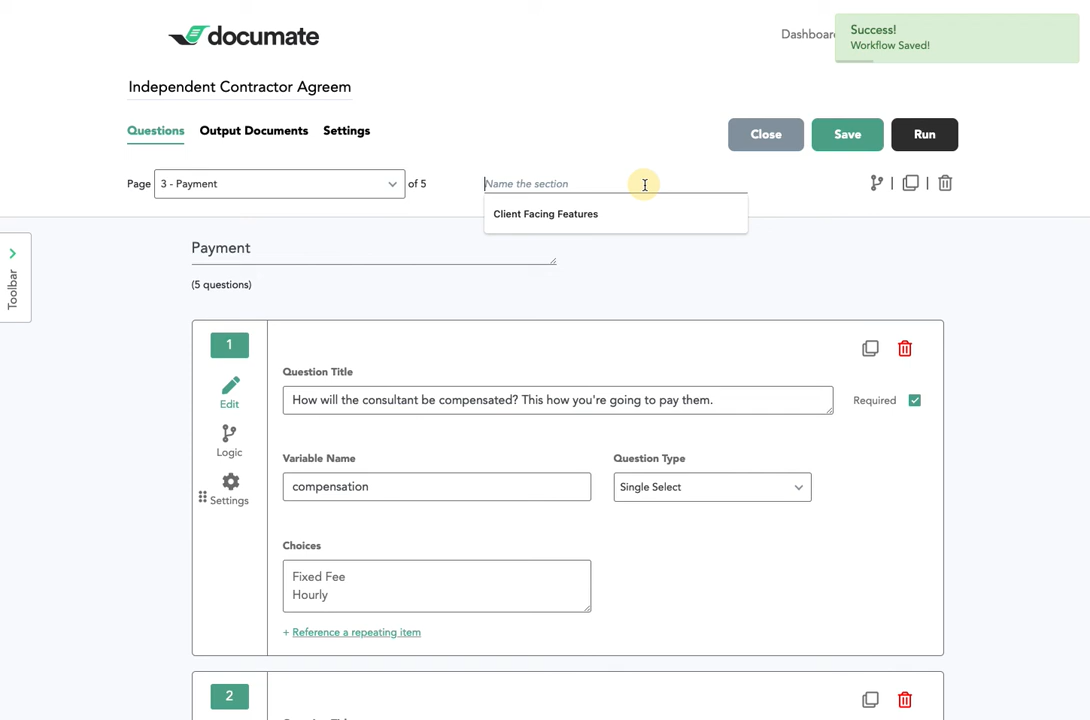 documate
Dashboar
Success!
Workflow Saved!
Independent Contractor Agreem
Questions Output Documents Settings
Close Save Run
Page 3 - Payment of 5 Name the section
Client Facing Features
Payment
(5 questions)
Toolbar
1
Edit
Logic
Settings
Question Title
How will the consultant be compensated? This how you're going to pay them.
Required
Variable Name Question Type
compensation Single Select
Choices
Fixed Fee
Hourly
+ Reference a repeating item
2